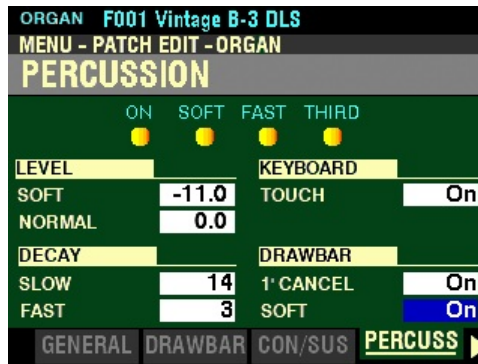 ORGAN F001 Vintage B-3 DLS
MENU - PATCH EDIT - ORGAN
PERCUSSION
ON SOFT FAST THIRD
LEVEL KEYBOARD
SOFT -11.0 TOUCH On
NORMAL 0.0
DECAY DRAWBAR
SLOW 14 1' CANCEL On
FAST 3 SOFT On
GENERAL DRAWBAR CON/SUS PERCUSS